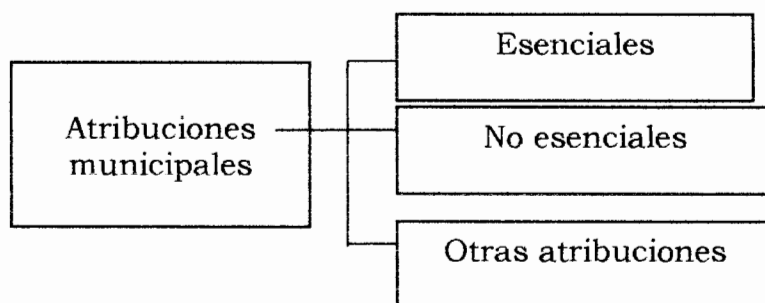 Esenciales
Atribuciones
municipales
No esenciales
Otras atribuciones